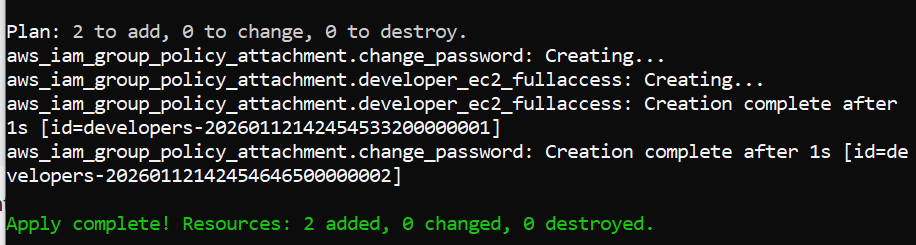 Plan: 2 to add, 0 to change, 0 to destroy.
aws_iam_group_policy_attachment.change_password: Creating...
aws_iam_group_policy_attachment.developer_ec2_fullaccess: Creating...
aws_iam_group_policy_attachment.developer_ec2_fullaccess: Creation complete after
1s [id=developers-20260112142454533200000001]
aws_iam_group_policy_attachment.change_password: Creation complete after 1s [id=de
velopers-20260112142454646500000002]
Apply complete! Resources: 2 added, 0 changed, 0 destroyed.